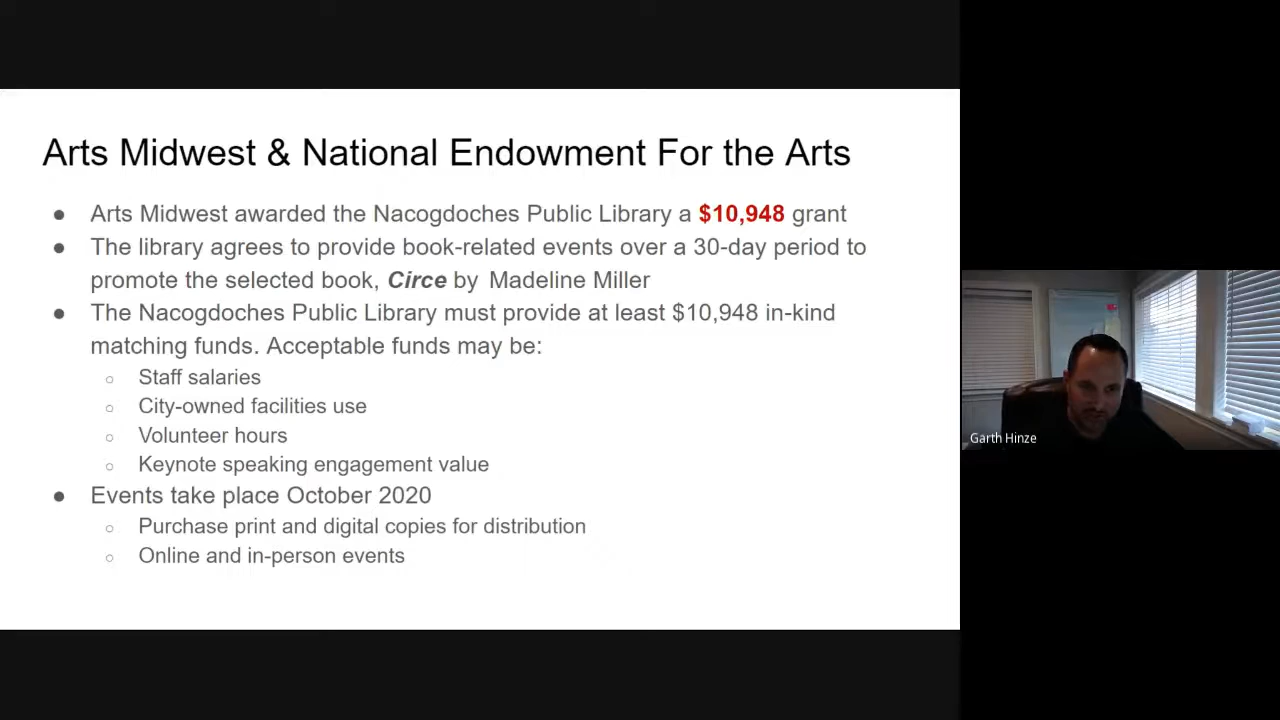 Arts Midwest & National Endowment For the Arts
● Arts Midwest awarded the Nacogdoches Public Library a $10,948 grant
● The library agrees to provide book-related events over a 30-day period to
promote the selected book, Circe by Madeline Miller
● The Nacogdoches Public Library must provide at least $10,948 in-kind
matching funds. Acceptable funds may be:
○ Staff salaries
○ City-owned facilities use
○ Volunteer hours
○ Keynote speaking engagement value
● Events take place October 2020
○ Purchase print and digital copies for distribution
○ Online and in-person events
Garth Hinze